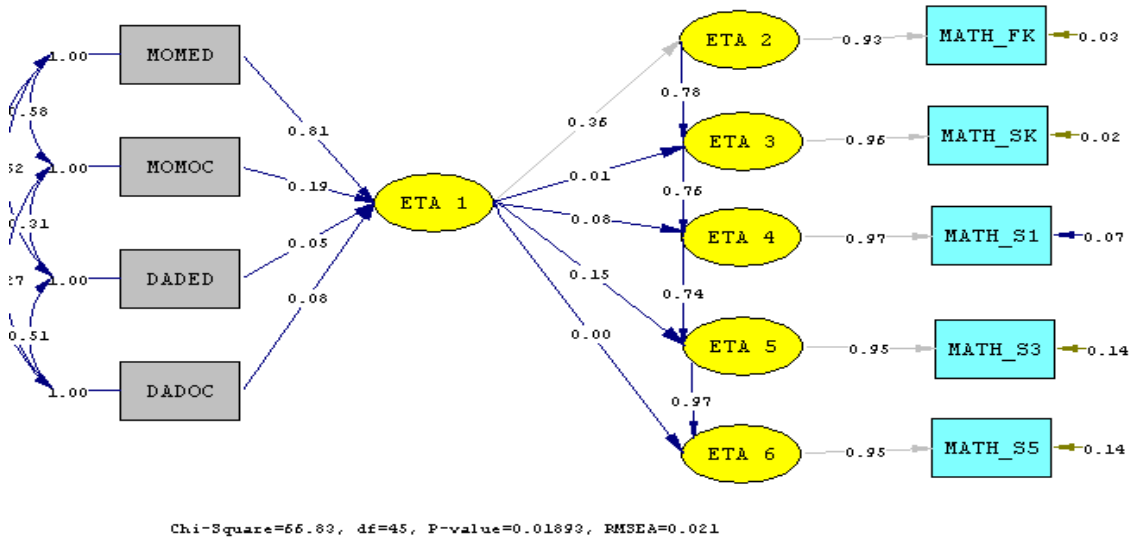 1.00
MOMED
0.58
0.81
1.00
MOMOC
0.19
0.31
1.00
DADED
0.05
0.51
0.08
1.00
DADOC
ETA 1
0.36
0.01
0.08
0.15
0.00
ETA 2
0.78
ETA 3
0.76
ETA 4
0.74
ETA 5
0.97
ETA 6
0.93
MATH_FK
0.03
0.96
MATH_SK
0.02
0.97
MATH_S1
0.07
0.95
MATH_S3
0.14
0.95
MATH_S5
0.14
Chi-Square=66.83, df=45, P-value=0.01893, RMSEA=0.021